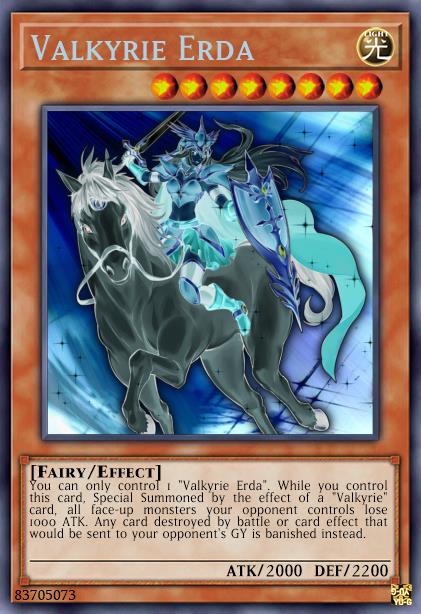 Valkyrie Erda
LIGHT
光
[Fairy/Effect]
You can only control 1 "Valkyrie Erda". While you control
this card, Special Summoned by the effect of a "Valkyrie"
card, all face-up monsters your opponent controls lose
1000 ATK. Any card destroyed by battle or card effect that
would be sent to your opponent's GY is banished instead.
ATK/2000 DEF/2200
83705073